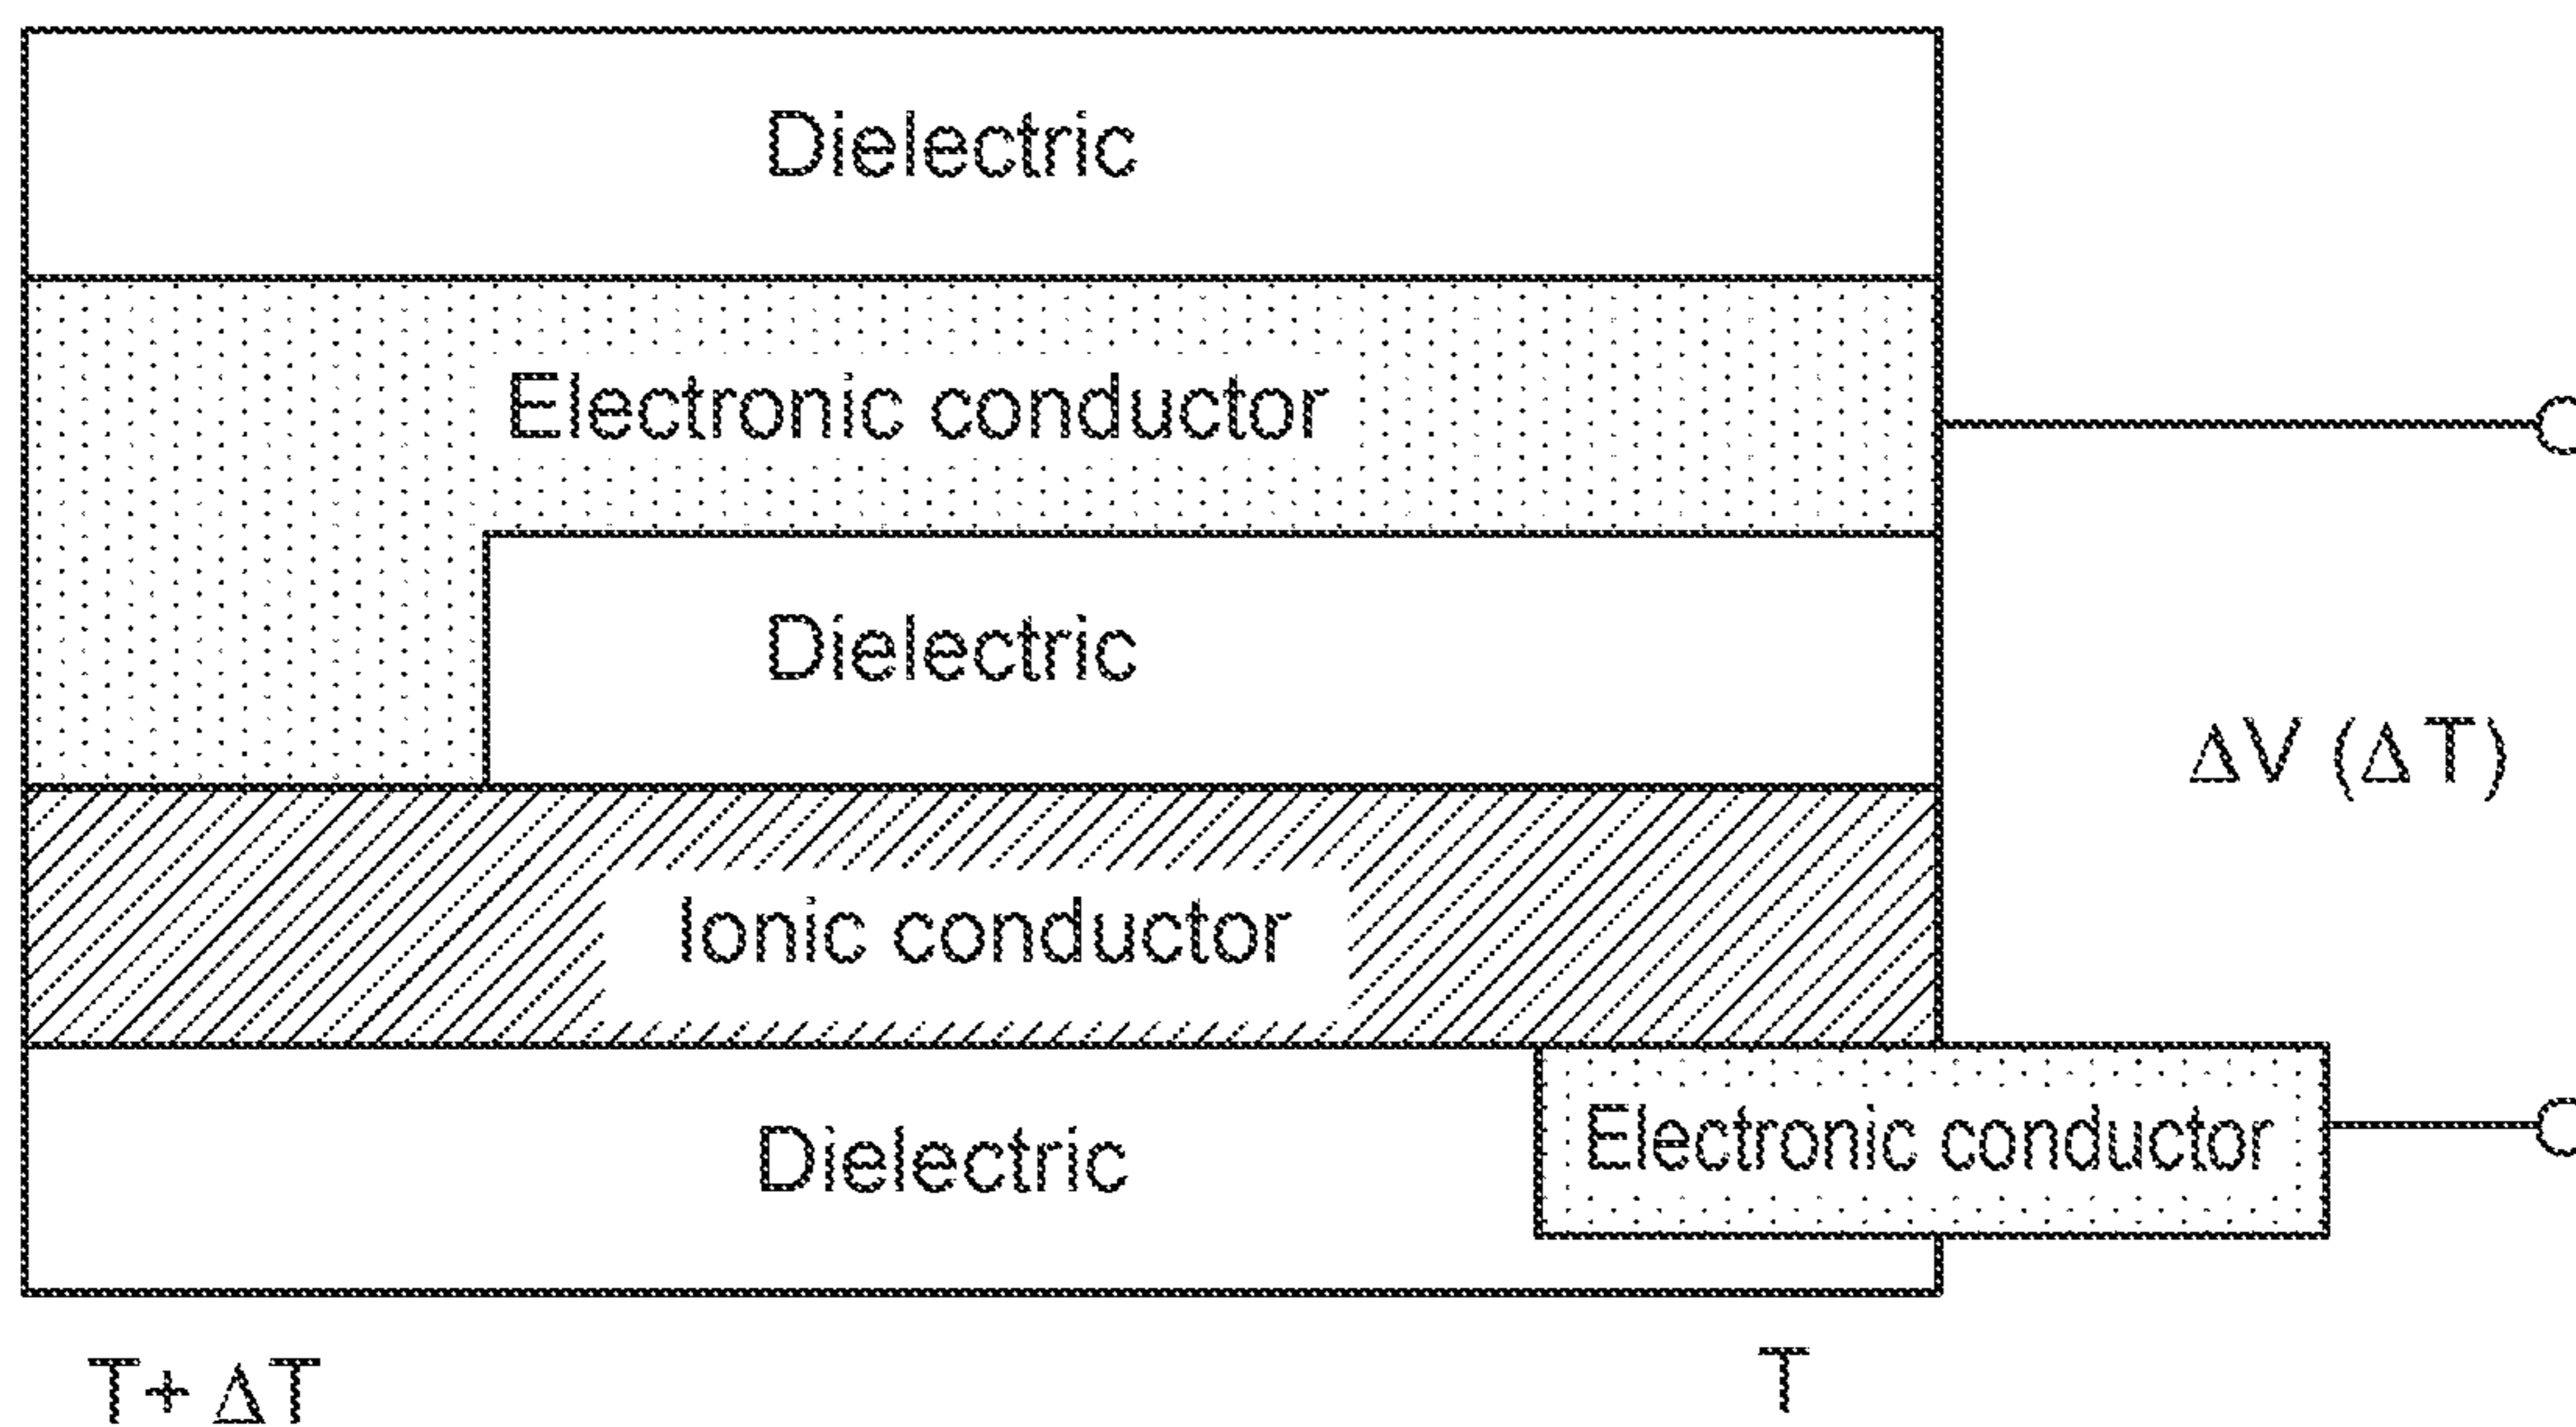 Dielectric
Electronic conductor
Dielectric
ΔV (ΔT)
Ionic conductor
Electronic conductor
Dielectric
T+ ΔT
T